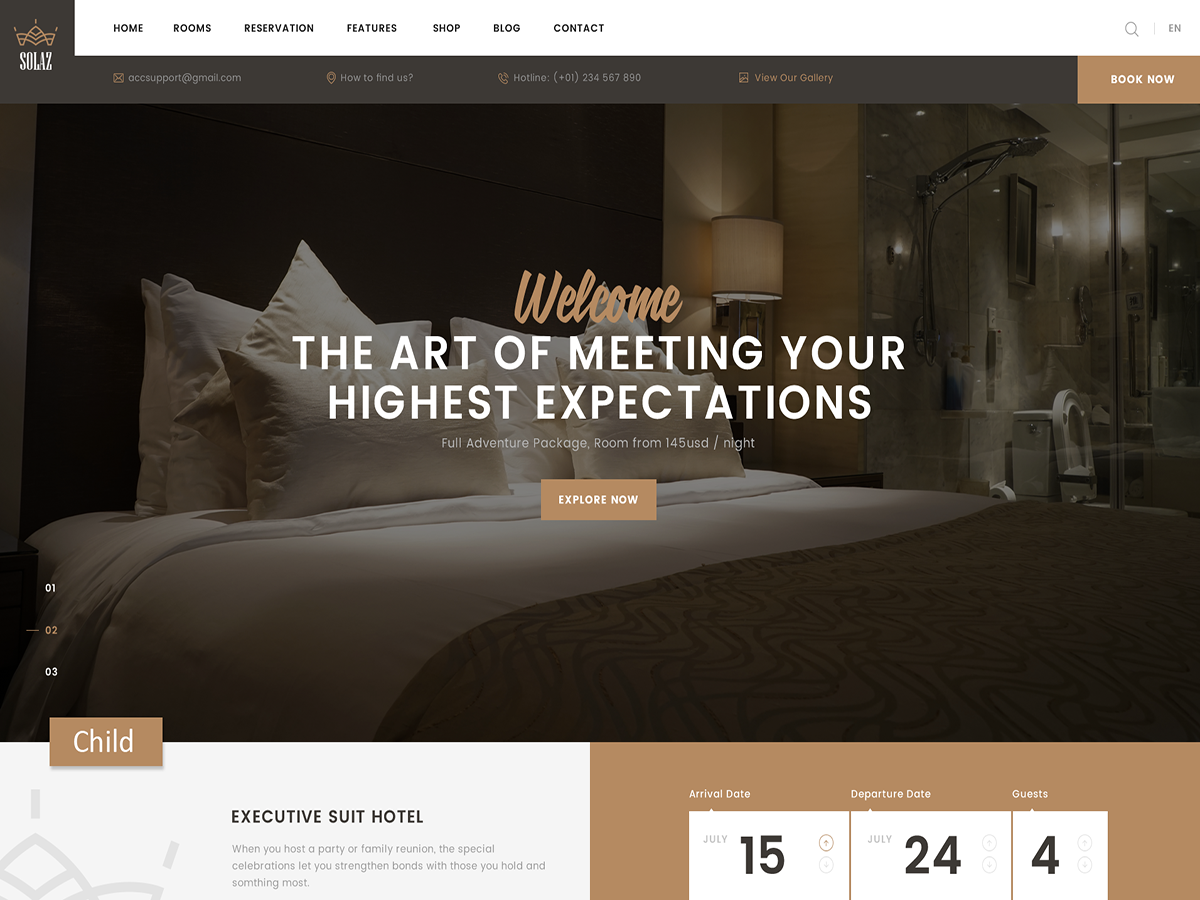 SOLAZ
HOME ROOMS RESERVATION FEATURES SHOP BLOG CONTACT
EN
accsupport@gmail.com How to find us? Hotline: (+01) 234 567 890 View Our Gallery
BOOK NOW
Welcome
THE ART OF MEETING YOUR
HIGHEST EXPECTATIONS
Full Adventure Package, Room from 145usd / night
EXPLORE NOW
01
02
03
Child
EXECUTIVE SUIT HOTEL
When you host a party or family reunion, the special
celebrations let you strengthen bonds with those you hold and
somthing most.
Arrival Date Departure Date Guests
JULY 15 JULY 24 4